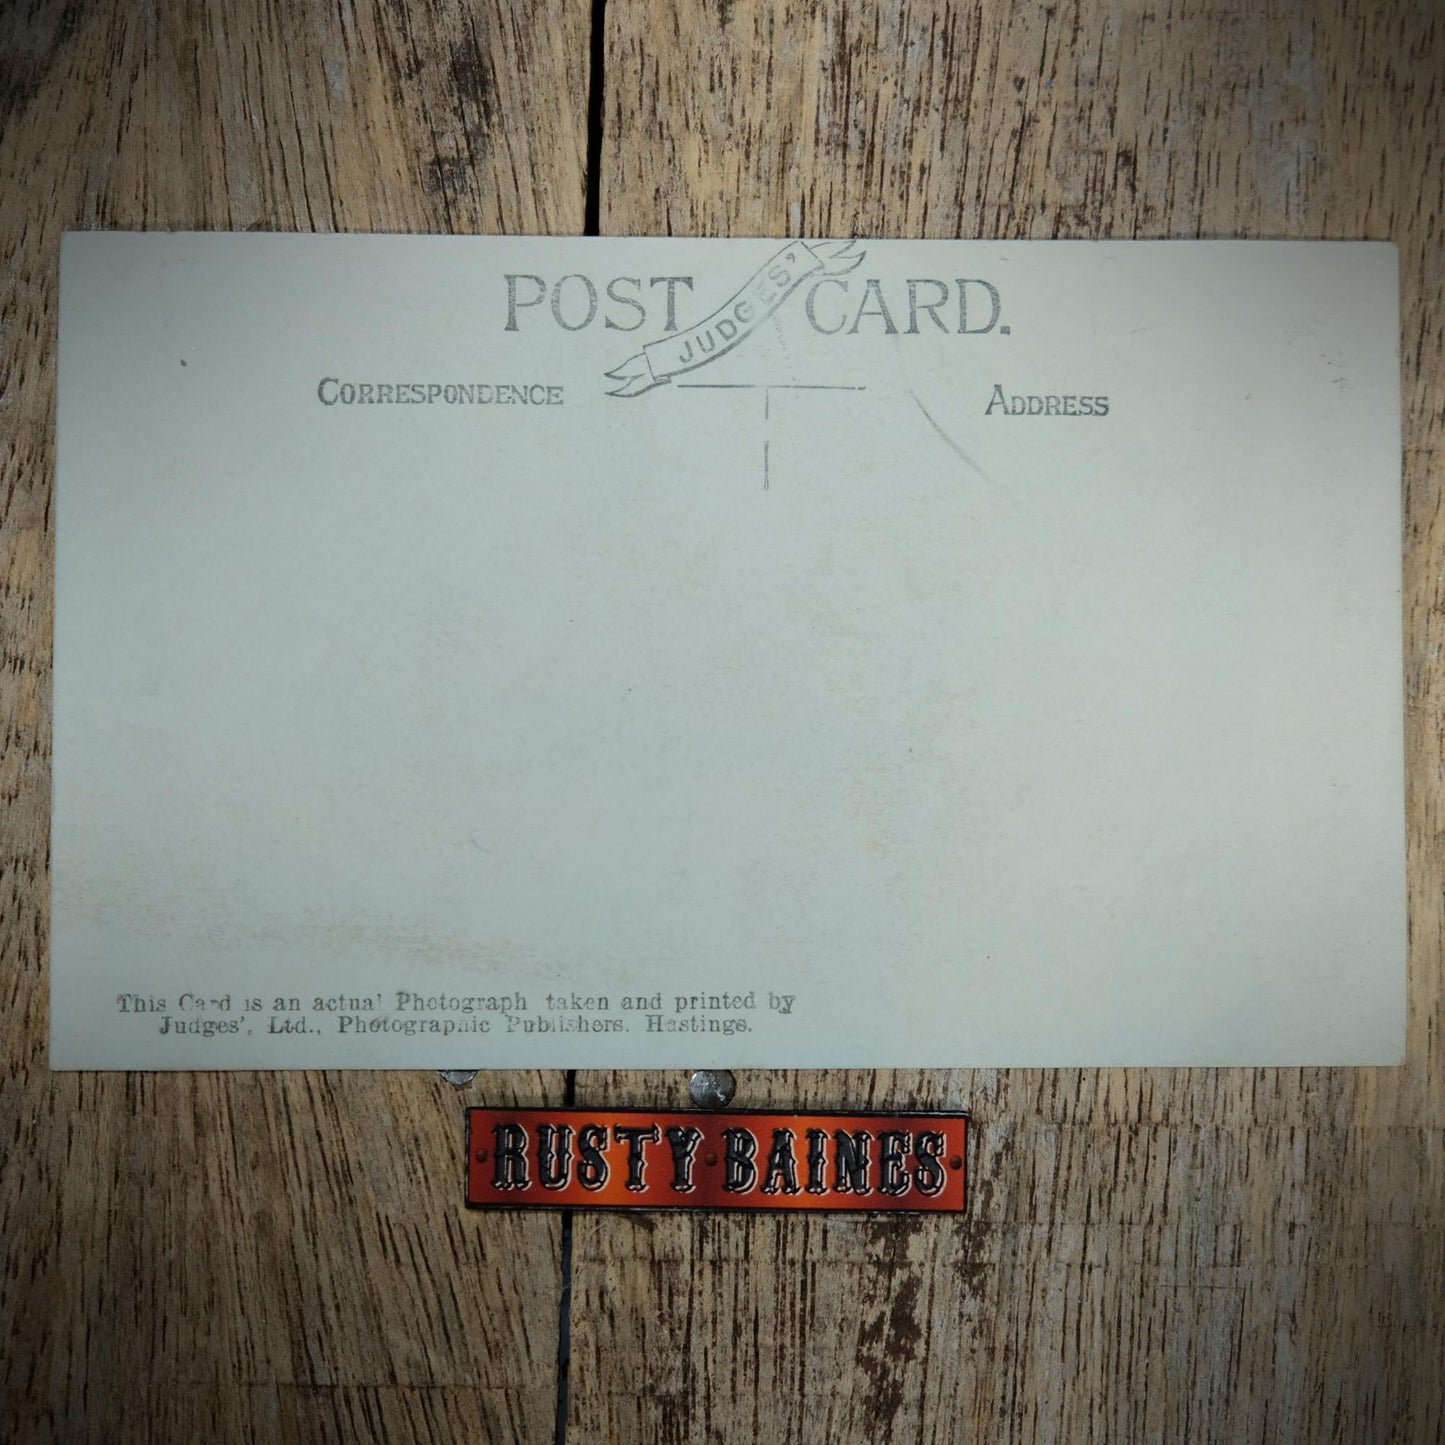 POST CARD.
JUDGES'
CORRESPONDENCE
ADDRESS
This Card is an actual Photograph taken and printed by
Judges', Ltd., Photographic Publishers, Hastings.
RUSTY BAINES